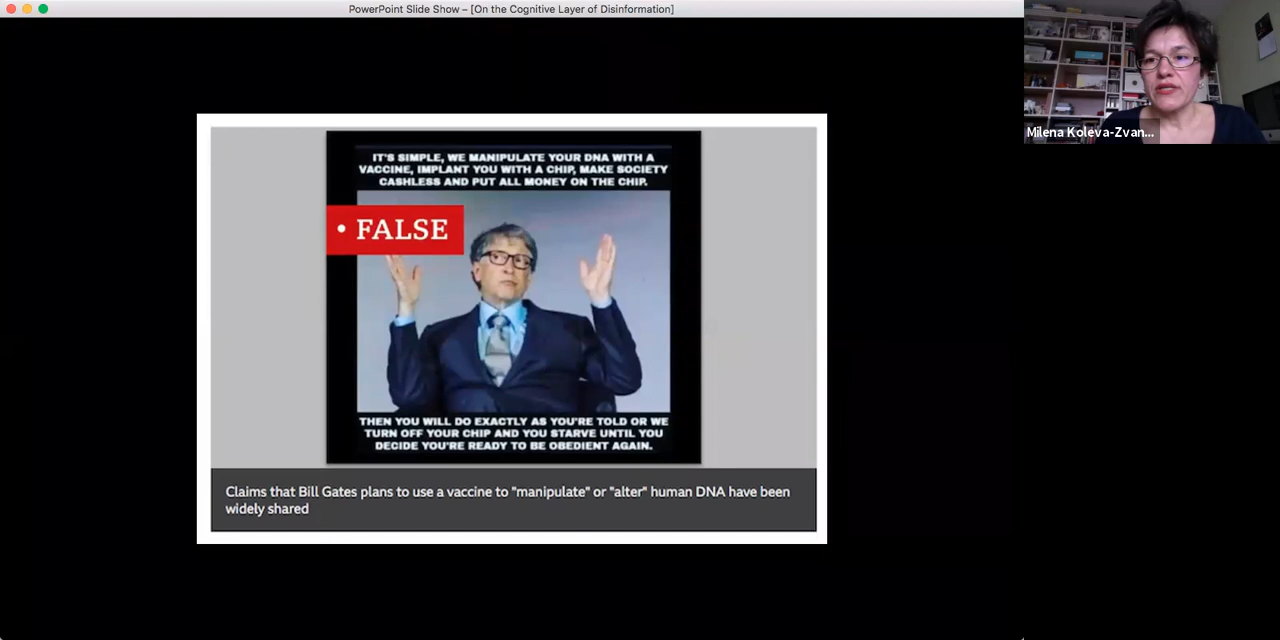 PowerPoint Slide Show – [On the Cognitive Layer of Disinformation]
IT'S SIMPLE, WE MANIPULATE YOUR DNA WITH A
VACCINE, IMPLANT YOU WITH A CHIP, MAKE SOCIETY
CASHLESS AND PUT ALL MONEY ON THE CHIP.
• FALSE
THEN YOU WILL DO EXACTLY AS YOU'RE TOLD OR WE
TURN OFF YOUR CHIP AND YOU STARVE UNTIL YOU
DECIDE YOU'RE READY TO BE OBEDIENT AGAIN.
Claims that Bill Gates plans to use a vaccine to "manipulate" or "alter" human DNA have been
widely shared
Milena Koleva-Zvan...